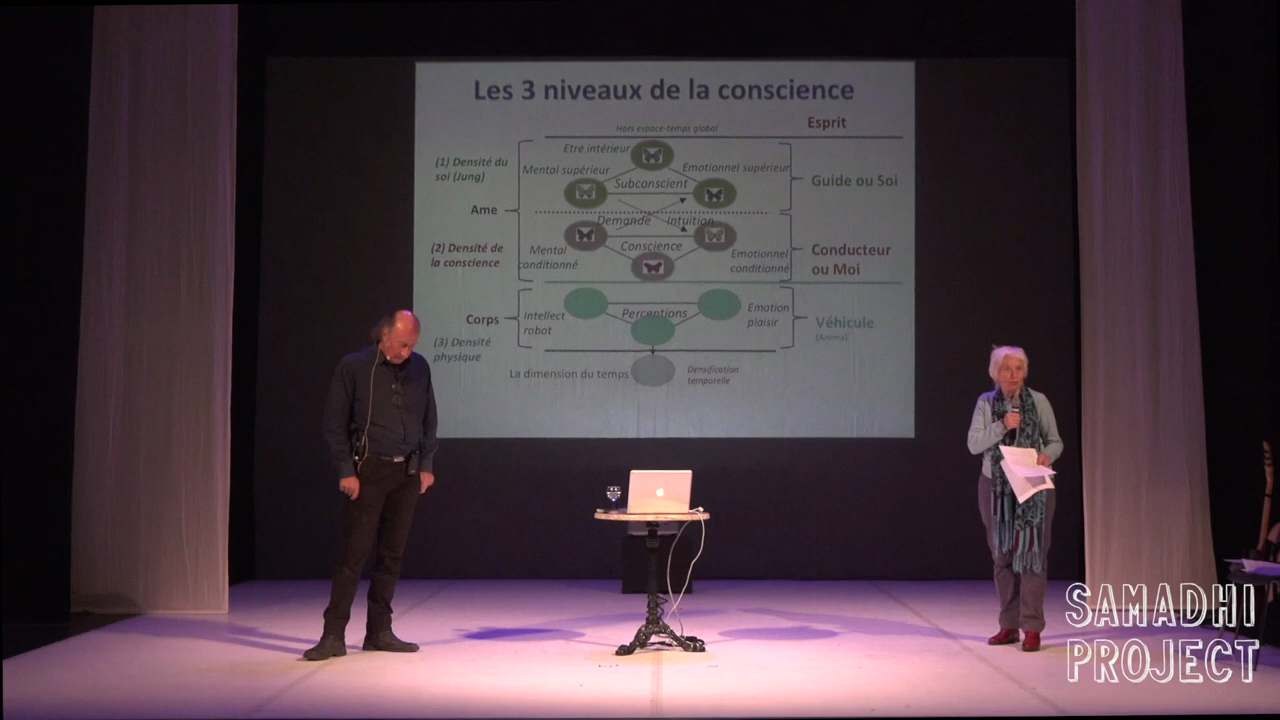 Les 3 niveaux de la conscience
Esprit
Hors espace-temps global
Etre intérieur
(1) Densité du
soi (Jung)
Mental supérieur
Emotionnel supérieur
Subconscient
Guide ou Soi
Ame
Demande
Intuition
(2) Densité de
la conscience
Conscience
Mental
conditionné
Emotionnel
conditionné
Conducteur
ou Moi
Corps
Intellect
robot
Perceptions
Emotion
plaisir
Véhicule
(Anima)
(3) Densité
physique
La dimension du temps
Densification
temporelle
SAMADHI
PROJECT